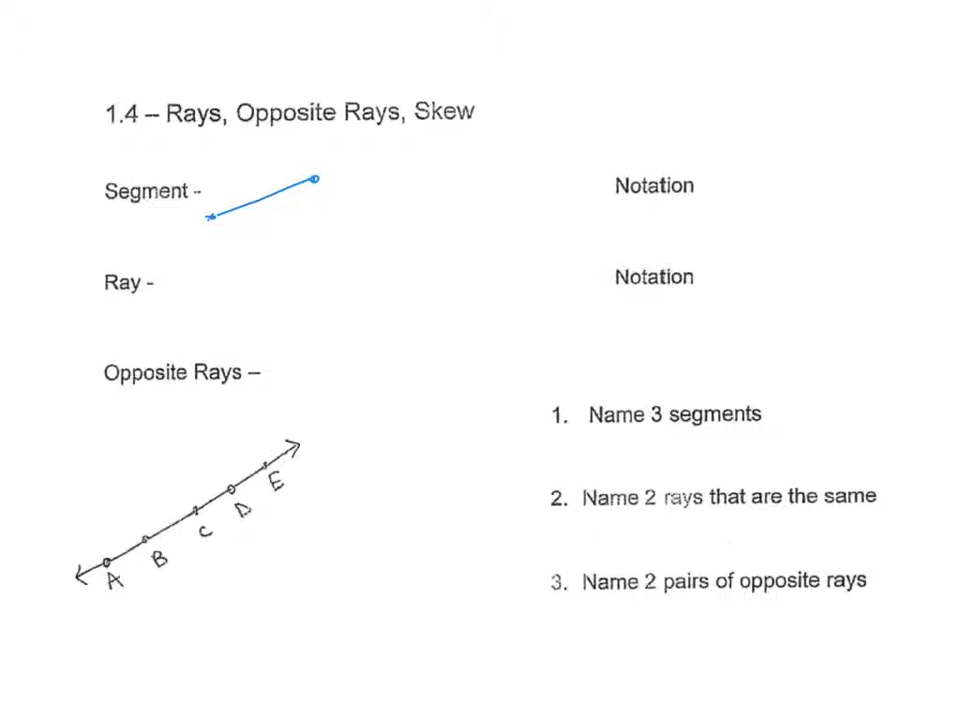 1.4 – Rays, Opposite Rays, Skew
Segment -
Notation
Ray -
Notation
Opposite Rays –
1. Name 3 segments
2. Name 2 rays that are the same
3. Name 2 pairs of opposite rays
A B C D E